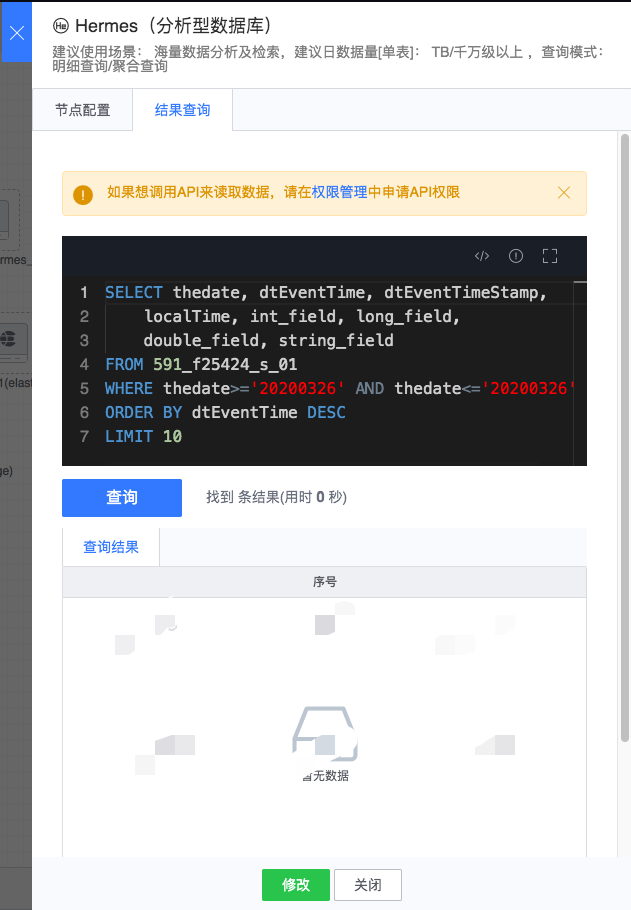 Hermes（分析型数据库）
建议使用场景： 海量数据分析及检索，建议日数据量[单表]： TB/千万级以上 ，查询模式：
明细查询/聚合查询
节点配置
结果查询
如果想调用API来读取数据，请在权限管理中申请API权限
1 SELECT thedate, dtEventTime, dtEventTimeStamp,
2 localTime, int_field, long_field,
3 double_field, string_field
4 FROM 591_f25424_s_01
5 WHERE thedate>='20200326' AND thedate<='20200326'
6 ORDER BY dtEventTime DESC
7 LIMIT 10
查询
找到 条结果(用时 0 秒)
查询结果
序号
无数据
修改
关闭
ermes_
1(elast
ge)